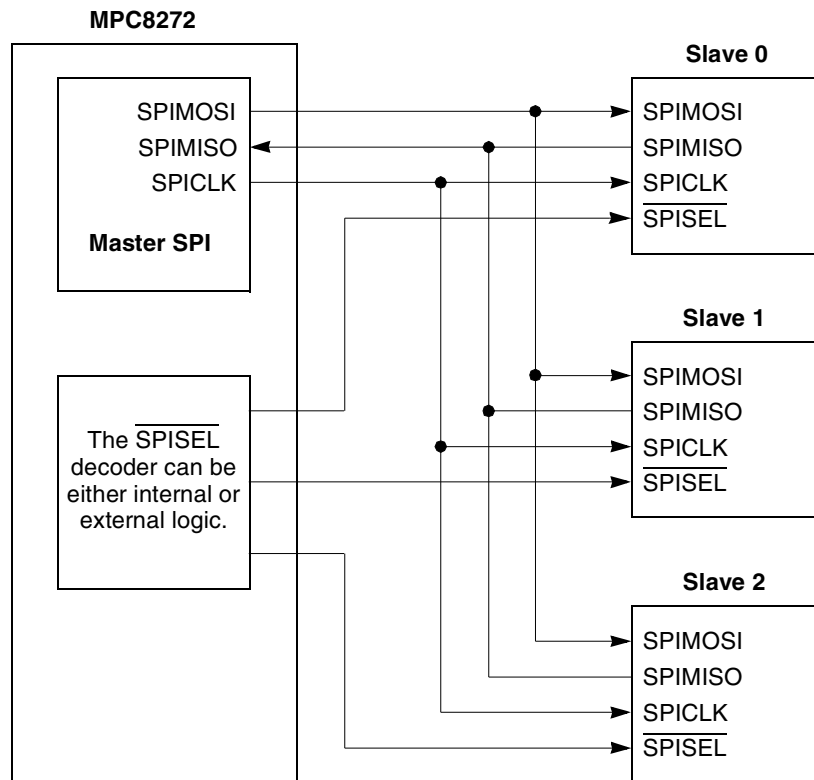 MPC8272
SPIMOSI
SPIMISO
SPICLK
Master SPI
The SPISEL
decoder can be
either internal or
external logic.
Slave 0
SPIMOSI
SPIMISO
SPICLK
SPISEL
Slave 1
SPIMOSI
SPIMISO
SPICLK
SPISEL
Slave 2
SPIMOSI
SPIMISO
SPICLK
SPISEL